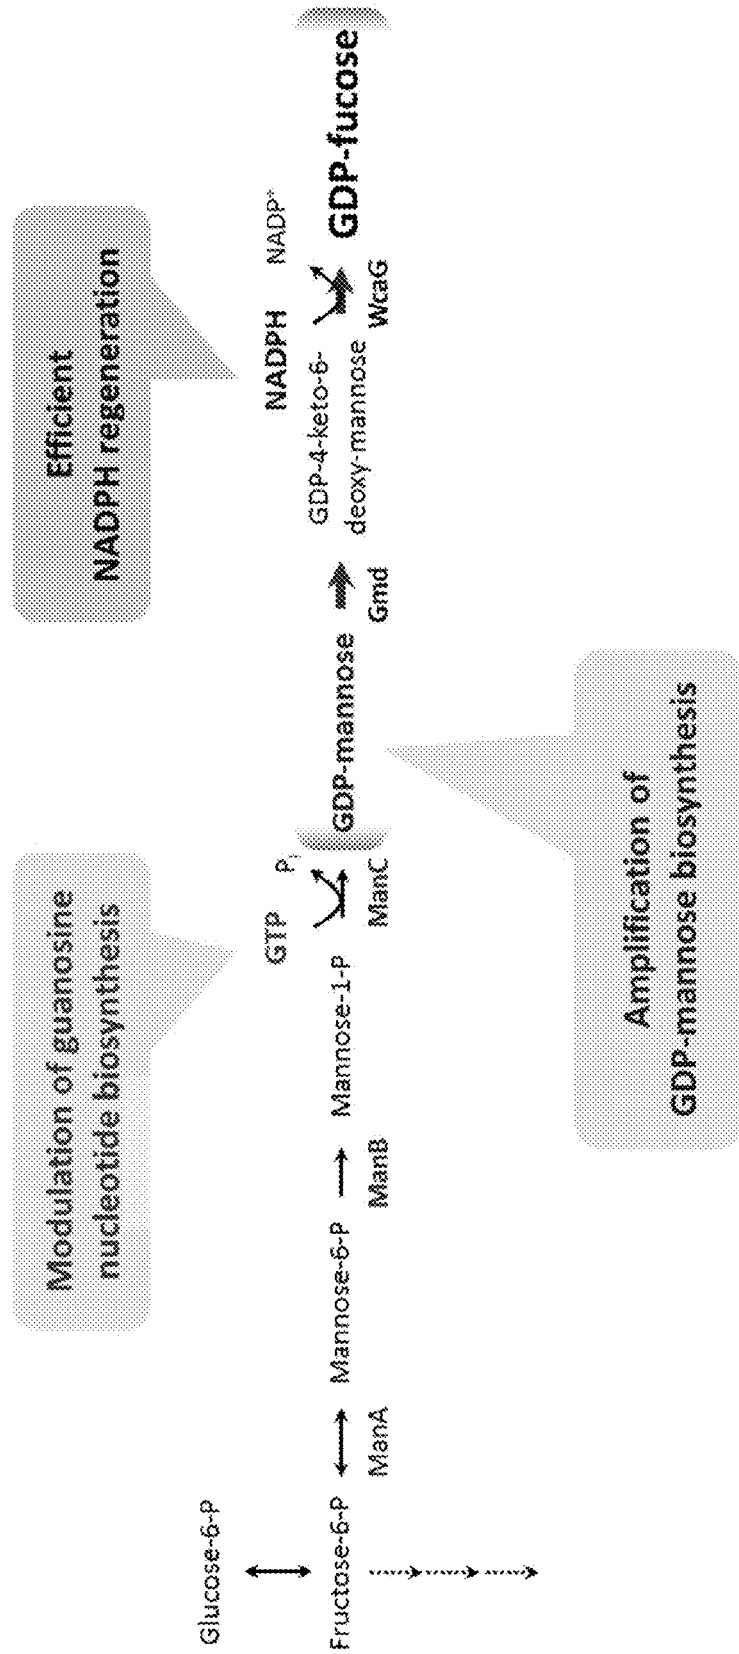 Modulation of guanosine
nucleotide biosynthesis
Efficient
NADPH regeneration
Glucose-6-P
GTP
Pi
NADPH
NADP+
Fructose-6-P
Mannose-6-P
Mannose-1-P
GDP-mannose
GDP-4-keto-6-
deoxy-mannose
GDP-fucose
ManA
ManB
ManC
Gmd
WcaG
Amplification of
GDP-mannose biosynthesis